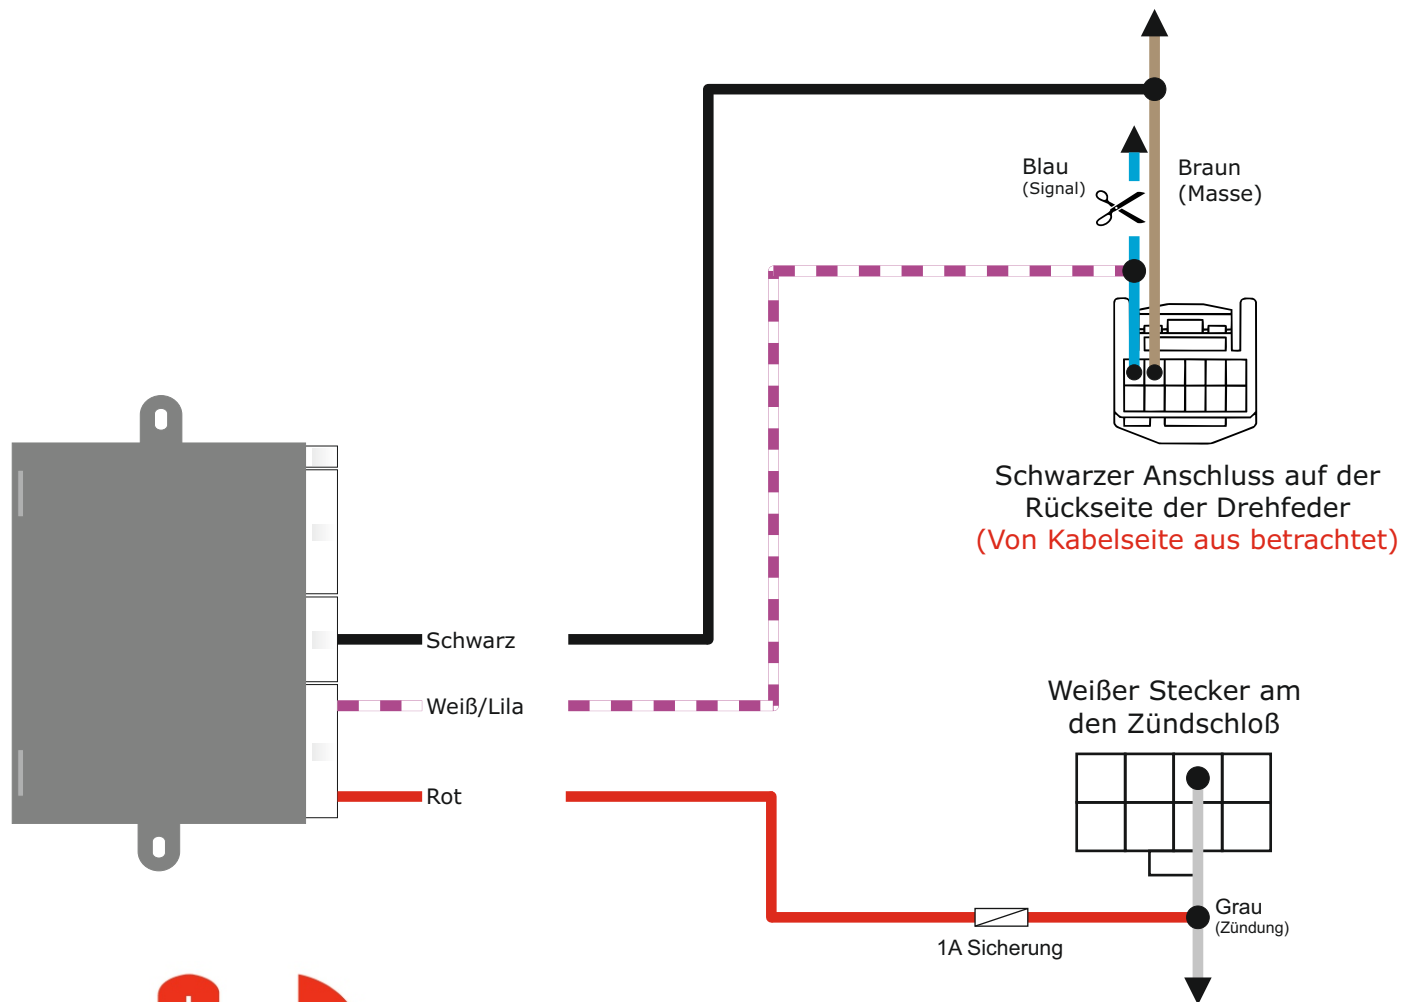 Blau
(Signal)
Braun
(Masse)
Schwarzer Anschluss auf der
Rückseite der Drehfeder
(Von Kabelseite aus betrachtet)
Schwarz
Weiß/Lila
Rot
Weißer Stecker am
den Zündschloß
Grau
(Zündung)
1A Sicherung